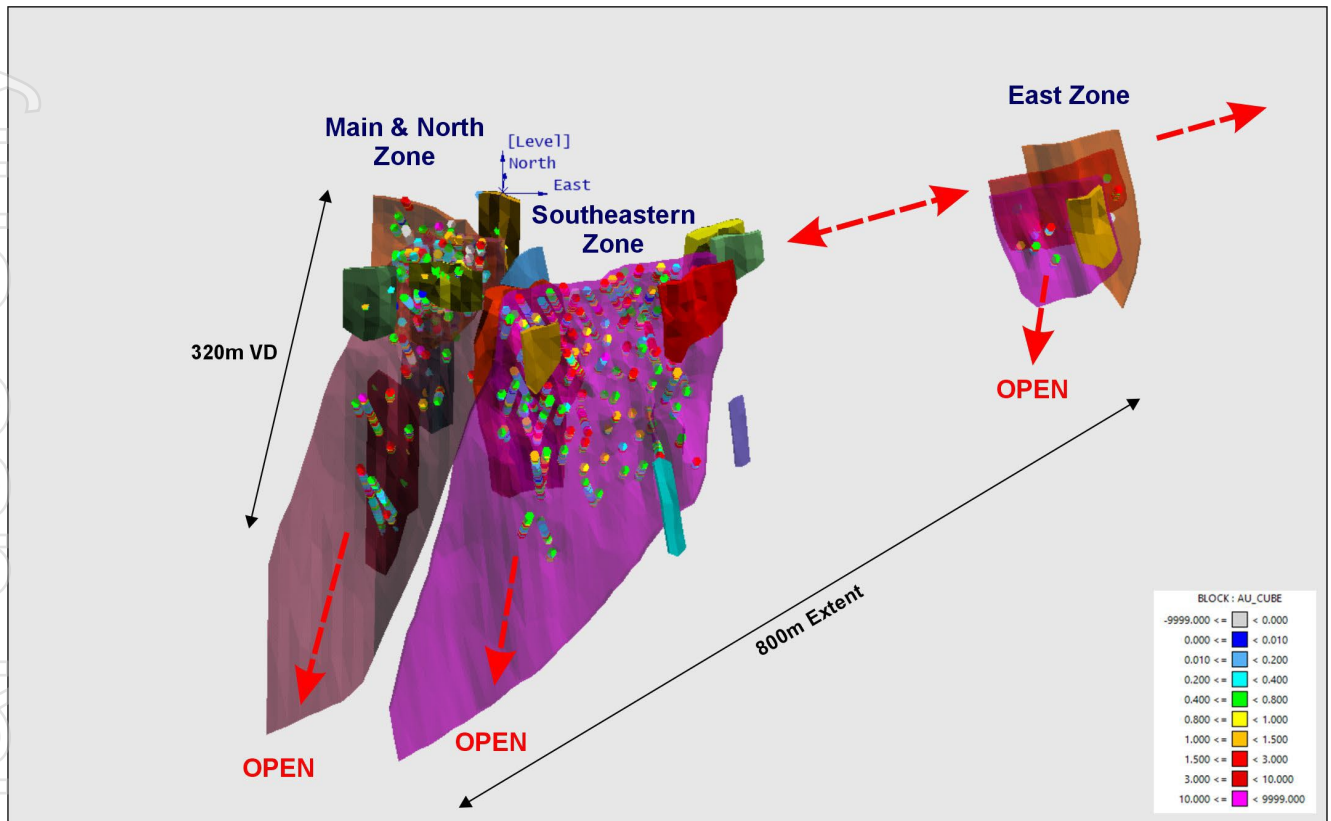 East Zone
Main & North
Zone
[Level]
North
East
Southeastern
Zone
320m VD
OPEN
800m Extent
OPEN
OPEN
BLOCK : AU_CUBE
-9999.000 <= < 0.000
0.000 <= < 0.010
0.010 <= < 0.200
0.200 <= < 0.400
0.400 <= < 0.800
0.800 <= < 1.000
1.000 <= < 1.500
1.500 <= < 3.000
3.000 <= < 10.000
10.000 <= < 9999.000